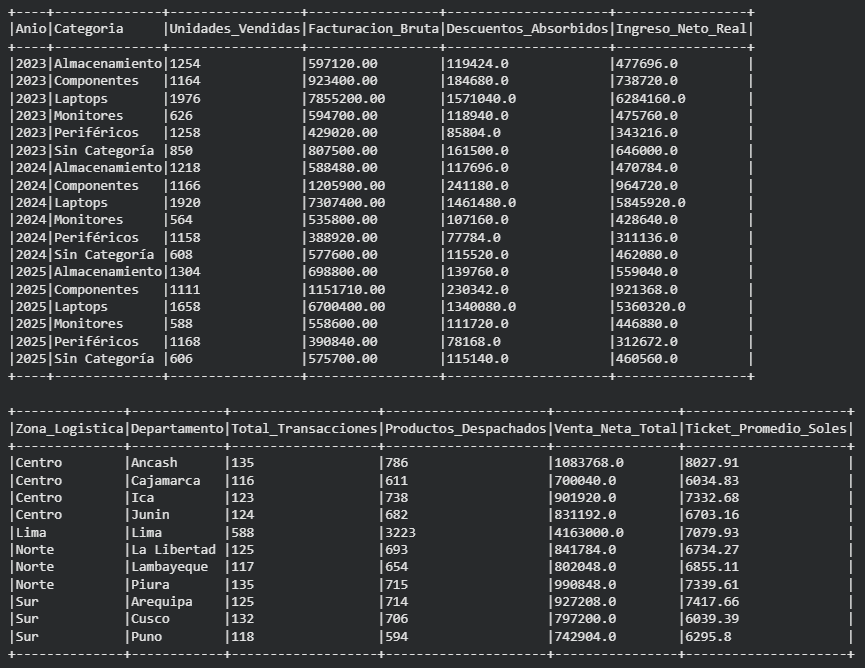 +----+--------------+-----------------+-----------------+---------------------+-----------------+
|Anio|Categoria     |Unidades_Vendidas|Facturacion_Bruta|Descuentos_Absorbidos|Ingreso_Neto_Real|
+----+--------------+-----------------+-----------------+---------------------+-----------------+
|2023|Almacenamiento|1254             |597120.00        |119424.0             |477696.0         |
|2023|Componentes   |1164             |923400.00        |184680.0             |738720.0         |
|2023|Laptops       |1976             |7855200.00       |1571040.0            |6284160.0        |
|2023|Monitores     |626              |594700.00        |118940.0             |475760.0         |
|2023|Periféricos   |1258             |429020.00        |85804.0              |343216.0         |
|2023|Sin Categoría |850              |807500.00        |161500.0             |646000.0         |
|2024|Almacenamiento|1218             |588480.00        |117696.0             |470784.0         |
|2024|Componentes   |1166             |1205900.00       |241180.0             |964720.0         |
|2024|Laptops       |1920             |7307400.00       |1461480.0            |5845920.0        |
|2024|Monitores     |564              |535800.00        |107160.0             |428640.0         |
|2024|Periféricos   |1158             |388920.00        |77784.0              |311136.0         |
|2024|Sin Categoría |608              |577600.00        |115520.0             |462080.0         |
|2025|Almacenamiento|1304             |698800.00        |139760.0             |559040.0         |
|2025|Componentes   |1111             |1151710.00       |230342.0             |921368.0         |
|2025|Laptops       |1658             |6700400.00       |1340080.0            |5360320.0        |
|2025|Monitores     |588              |558600.00        |111720.0             |446880.0         |
|2025|Periféricos   |1168             |390840.00        |78168.0              |312672.0         |
|2025|Sin Categoría |606              |575700.00        |115140.0             |460560.0         |
+----+--------------+-----------------+-----------------+---------------------+-----------------+
+-------------+------------+-------------------+---------------------+----------------+---------------------+
|Zona_Logistica|Departamento|Total_Transacciones|Productos_Despachados|Venta_Neta_Total|Ticket_Promedio_Soles|
+--------------+------------+-------------------+---------------------+----------------+---------------------+
|Centro        |Ancash      |135                |786                  |1083768.0       |8027.91              |
|Centro        |Cajamarca   |116                |611                  |700040.0        |6034.83              |
|Centro        |Ica         |123                |738                  |901920.0        |7332.68              |
|Centro        |Junin       |124                |682                  |831192.0        |6703.16              |
|Lima          |Lima        |588                |3223                 |4163000.0       |7079.93              |
|Norte         |La Libertad |125                |693                  |841784.0        |6734.27              |
|Norte         |Lambayeque  |117                |654                  |802048.0        |6855.11              |
|Norte         |Piura       |135                |715                  |990848.0        |7339.61              |
|Sur           |Arequipa    |125                |714                  |927208.0        |7417.66              |
|Sur           |Cusco       |132                |706                  |797200.0        |6039.39              |
|Sur           |Puno        |118                |594                  |742904.0        |6295.8               |
+--------------+------------+-------------------+---------------------+----------------+---------------------+